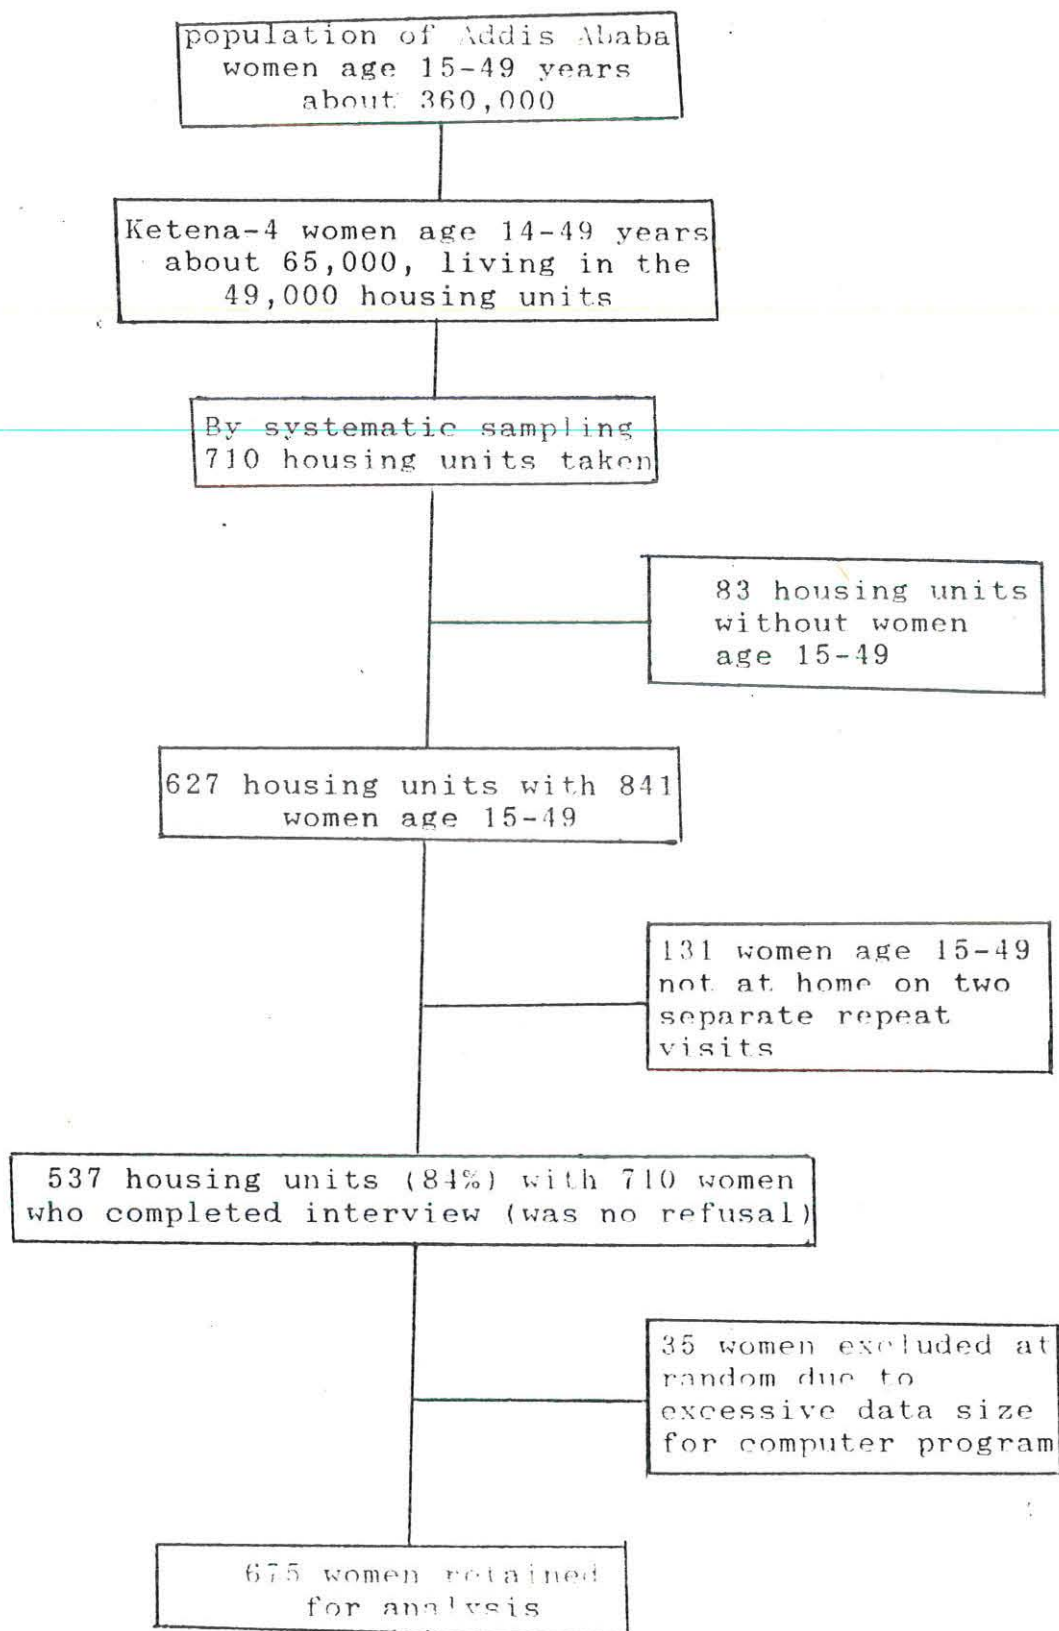 population of Addis Ababa
women age 15-49 years
about 360,000
Ketena-4 women age 14-49 years
about 65,000, living in the
49,000 housing units
By systematic sampling
710 housing units taken
83 housing units
without women
age 15-49
627 housing units with 841
women age 15-49
131 women age 15-49
not at home on two
separate repeat
visits
537 housing units (84%) with 710 women
who completed interview (was no refusal)
35 women excluded at
random due to
excessive data size
for computer program
675 women retained
for analysis